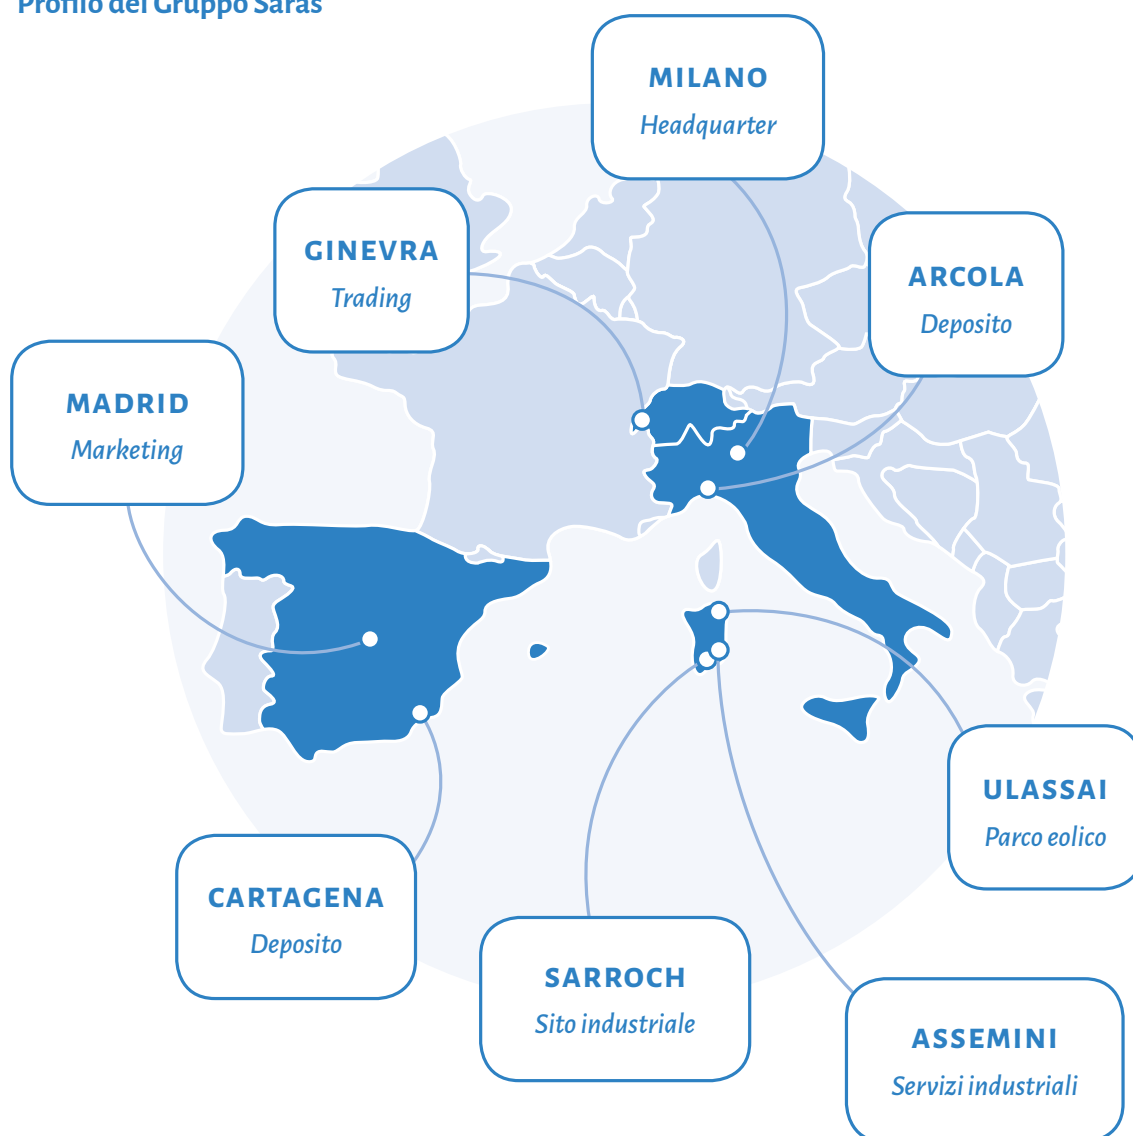 Profilo del Gruppo Saras
MILANO
Headquarter
GINEVRA
Trading
ARCOLA
Deposito
MADRID
Marketing
ULASSAI
Parco eolico
CARTAGENA
Deposito
SARROCH
Sito industriale
ASSEMINI
Servizi industriali